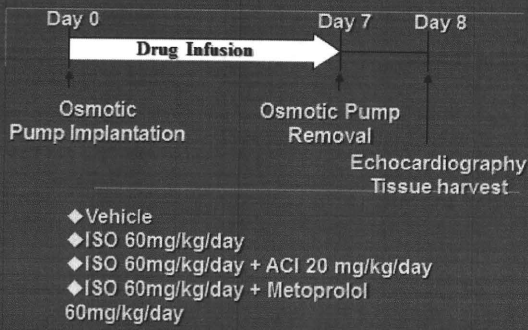 Day 0 Day 7 Day 8
Drug Infusion
Osmotic
Pump Implantation
Osmotic Pump
Removal
Echocardiography
Tissue harvest
◆Vehicle
◆ISO 60mg/kg/day
◆ISO 60mg/kg/day + ACI 20 mg/kg/day
◆ISO 60mg/kg/day + Metoprolol
60mg/kg/day